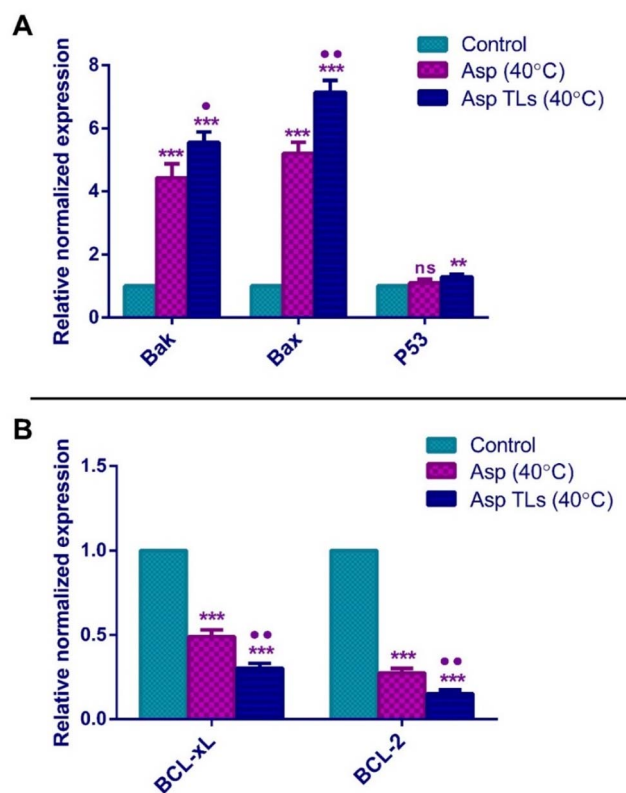 A
Control
Asp (40°C)
Asp TLs (40°C)
Relative normalized expression
8
6
4
2
0
***
•
***
***
••
***
ns
**
Bak
Bax
P53
B
Control
Asp (40°C)
Asp TLs (40°C)
Relative normalized expression
1.5
1.0
0.5
0.0
***
••
***
***
••
***
BCL-xL
BCL-2